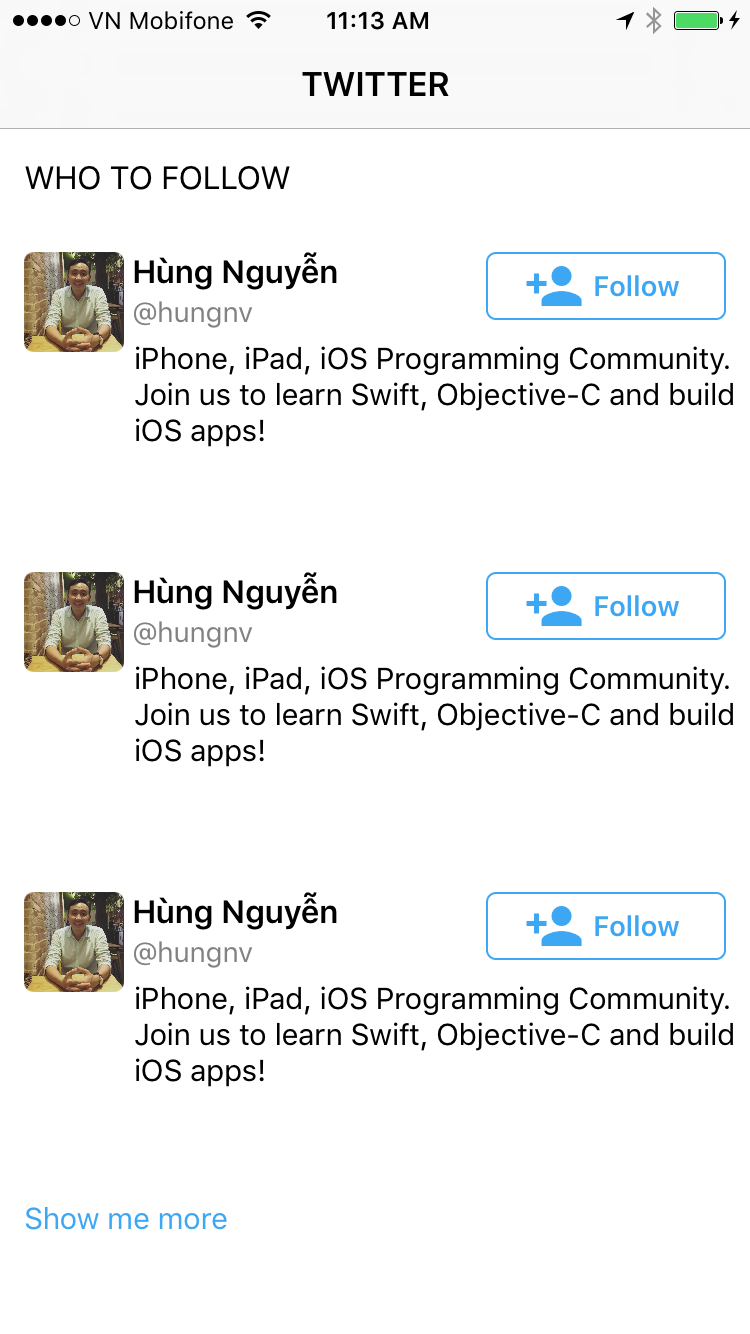 VN Mobifone 11:13 AM
TWITTER
WHO TO FOLLOW
Hùng Nguyễn
@hungnv
Follow
iPhone, iPad, iOS Programming Community.
Join us to learn Swift, Objective-C and build
iOS apps!
Hùng Nguyễn
@hungnv
Follow
iPhone, iPad, iOS Programming Community.
Join us to learn Swift, Objective-C and build
iOS apps!
Hùng Nguyễn
@hungnv
Follow
iPhone, iPad, iOS Programming Community.
Join us to learn Swift, Objective-C and build
iOS apps!
Show me more